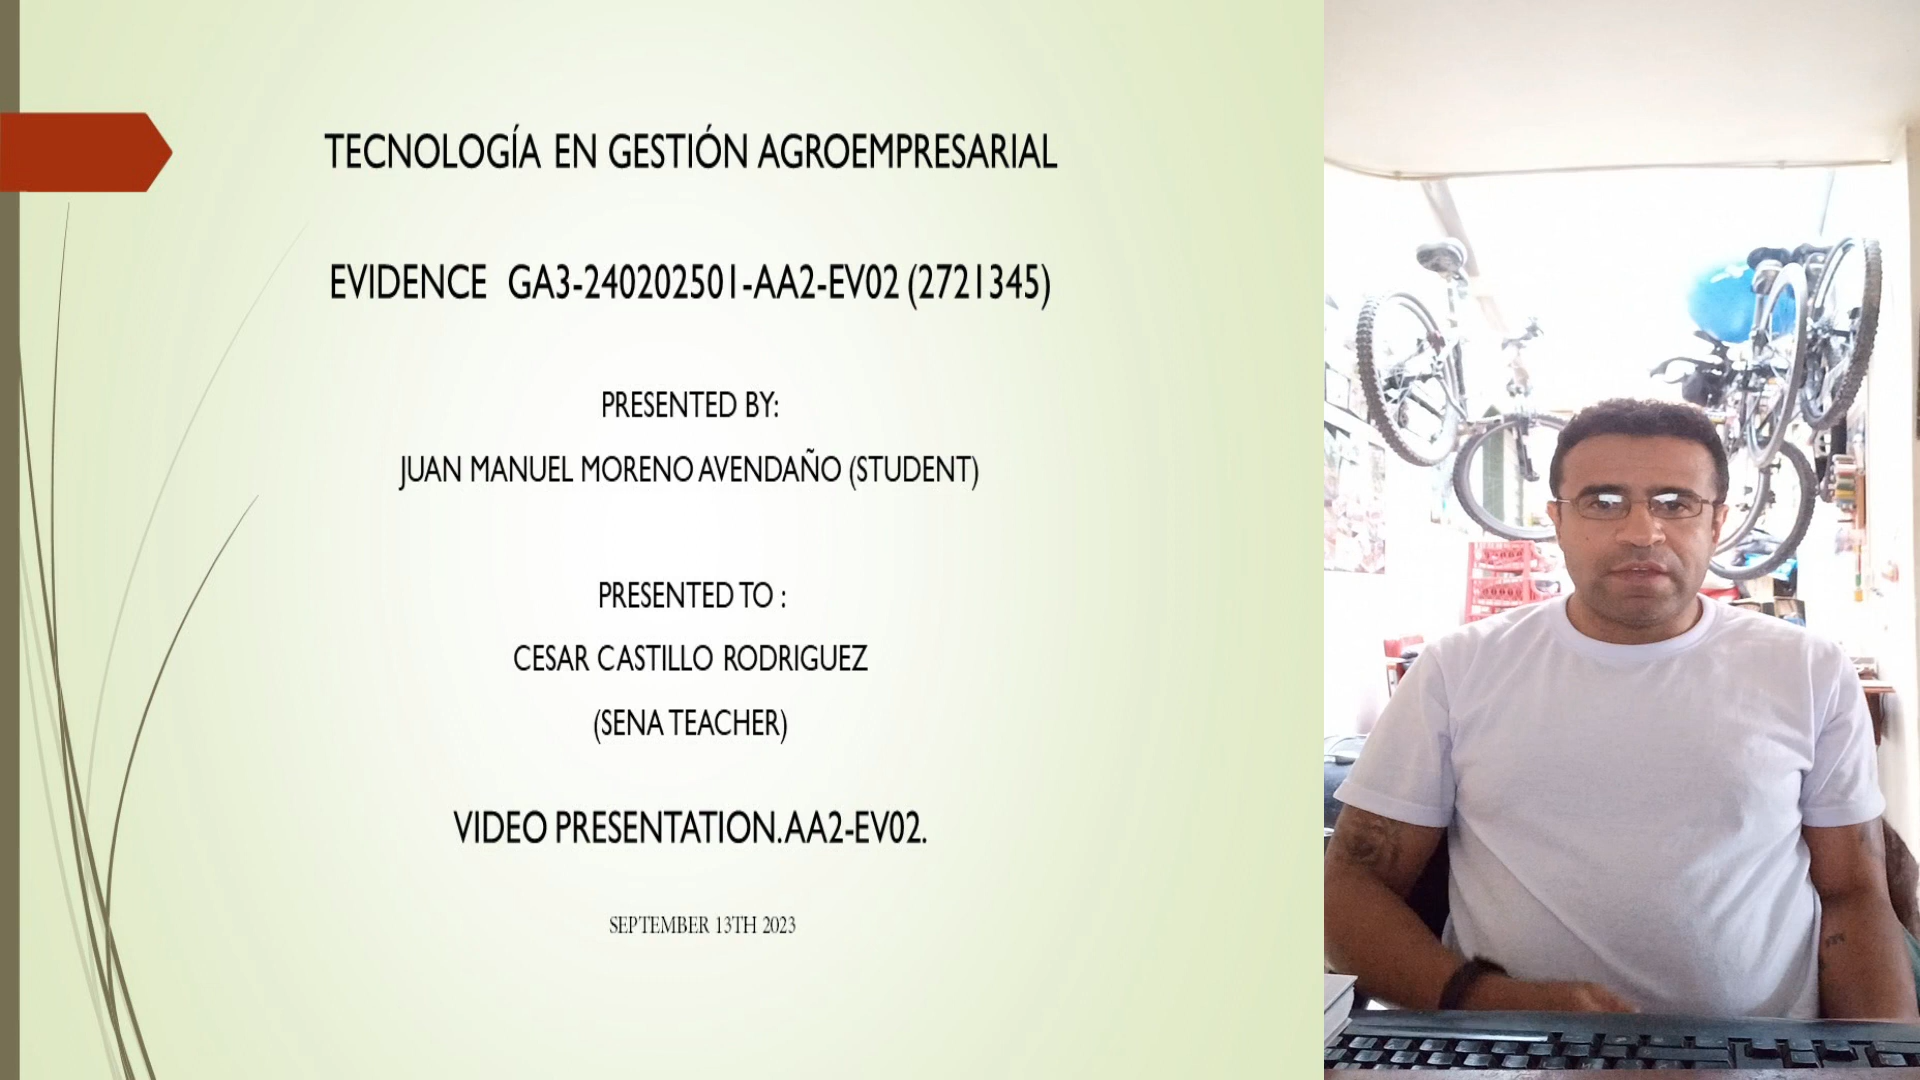 TECNOLOGÍA EN GESTIÓN AGROEMPRESARIAL
EVIDENCE GA3-240202501-AA2-EV02 (2721345)
PRESENTED BY:
JUAN MANUEL MORENO AVENDAÑO (STUDENT)
PRESENTED TO :
CESAR CASTILLO RODRIGUEZ
(SENA TEACHER)
VIDEO PRESENTATION.AA2-EV02.
SEPTEMBER 13TH 2023